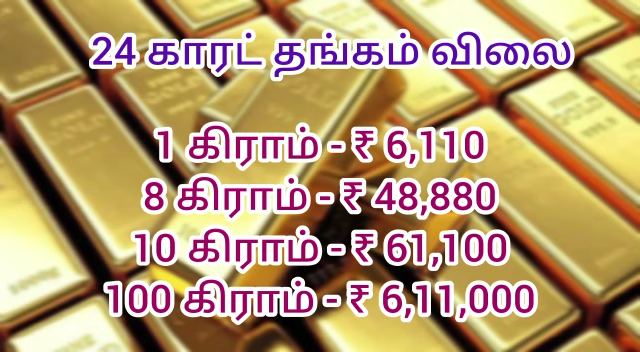 24 காரட் தங்கம் விலை
1 கிராம் - ₹ 6,110
8 கிராம் - ₹ 48,880
10 கிராம் - ₹ 61,100
100 கிராம் - ₹ 6,11,000